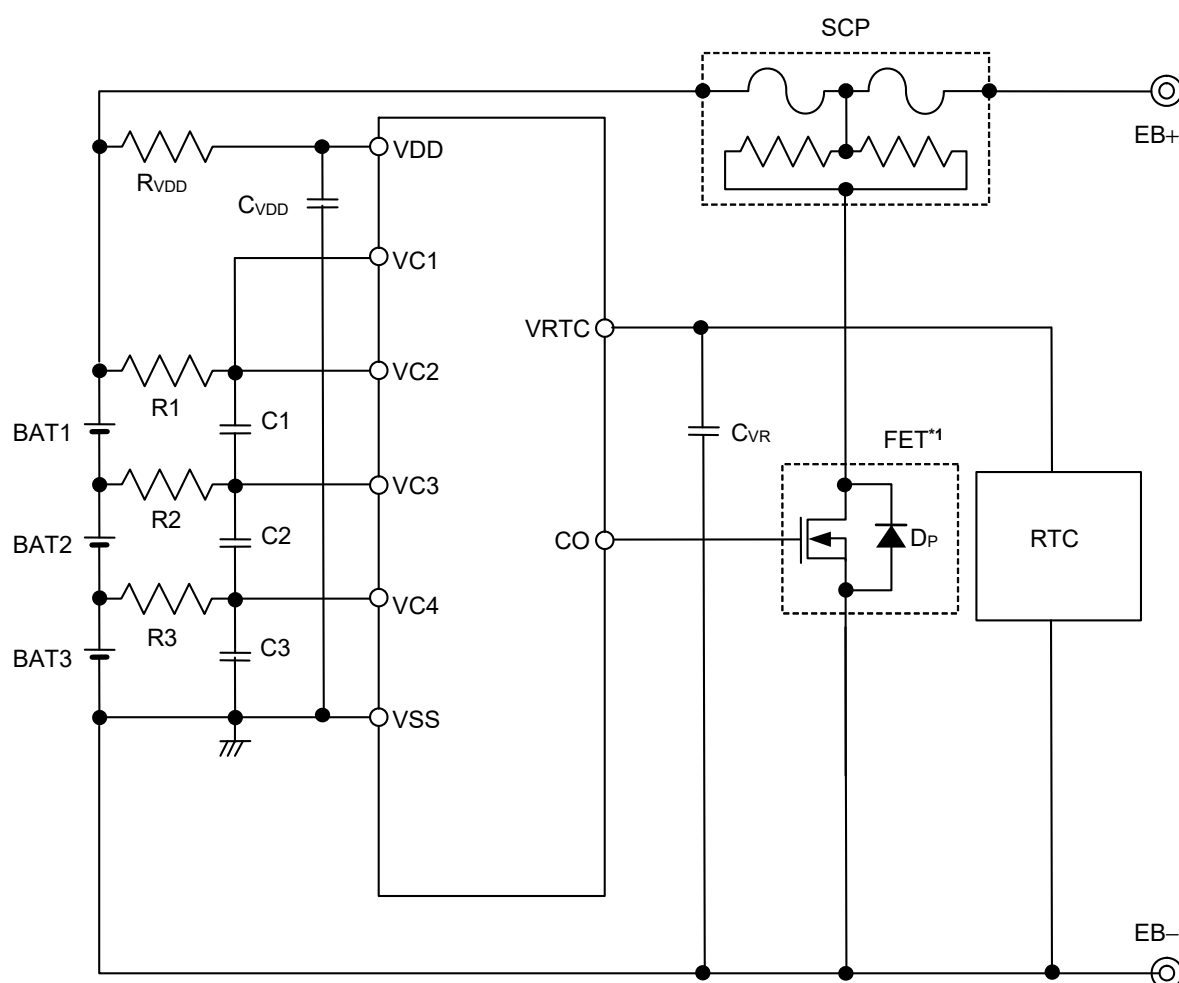 SCP
EB+
VDD
RVDD
CVDD
VC1
VRTC
VC2
R1
C1
BAT1
CVR
FET*1
VC3
R2
C2
BAT2
CO
DP
RTC
VC4
R3
C3
BAT3
VSS
EB−